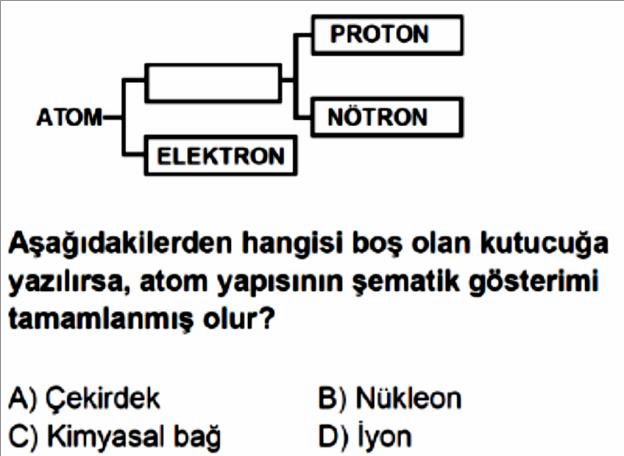 PROTON
ATOM
NÖTRON
ELEKTRON
Aşağıdakilerden hangisi boş olan kutucuğa
yazılırsa, atom yapısının şematik gösterimi
tamamlanmış olur?
A) Çekirdek B) Nükleon
C) Kimyasal bağ D) İyon